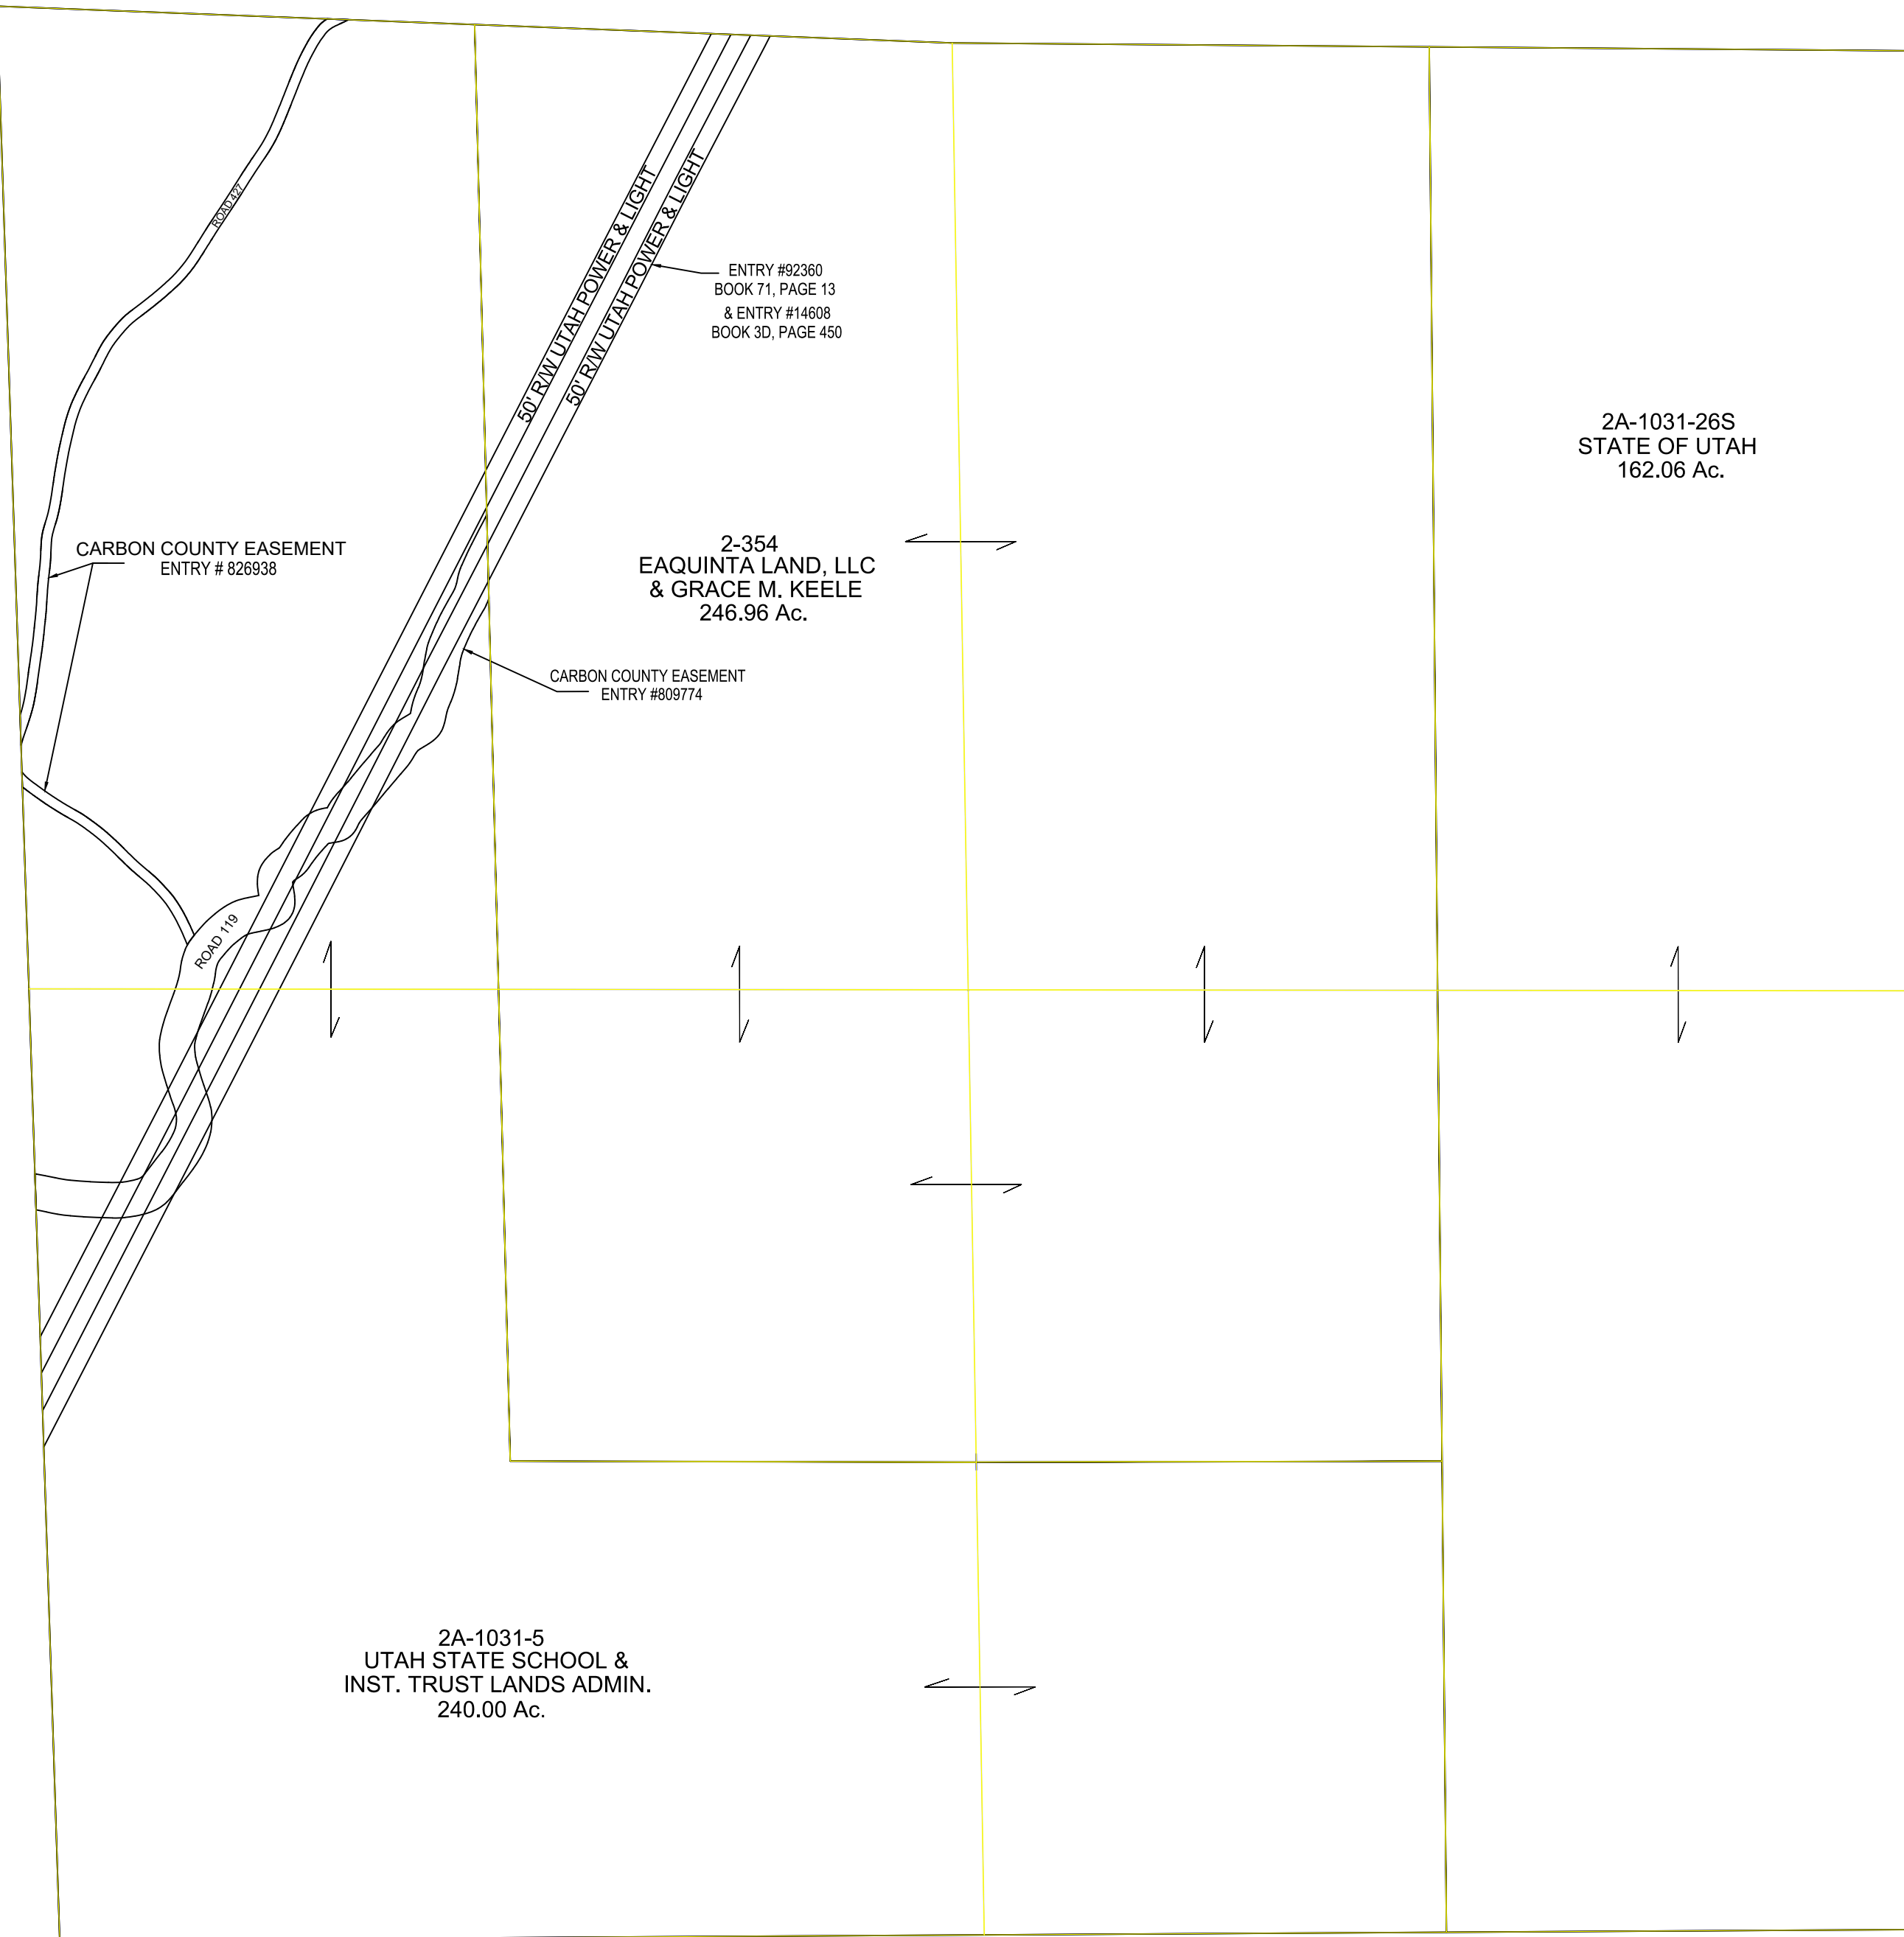 ROAD 427
50' R/W UTAH POWER & LIGHT
50' R/W UTAH POWER & LIGHT
ENTRY #92360
BOOK 71, PAGE 13
& ENTRY #14608
BOOK 3D, PAGE 450
2A-1031-26S
STATE OF UTAH
162.06 Ac.
CARBON COUNTY EASEMENT
ENTRY # 826938
2-354
EAQUINTA LAND, LLC
& GRACE M. KEELE
246.96 Ac.
CARBON COUNTY EASEMENT
ENTRY #809774
ROAD 119
2A-1031-5
UTAH STATE SCHOOL &
INST. TRUST LANDS ADMIN.
240.00 Ac.